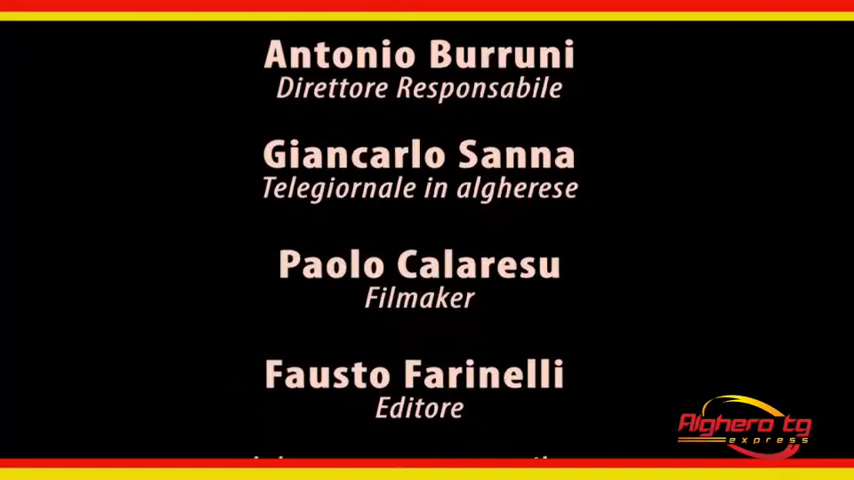 Antonio Burruni
Direttore Responsabile
Giancarlo Sanna
Telegiornale in algherese
Paolo Calaresu
Filmaker
Fausto Farinelli
Editore
Alghero tg
express